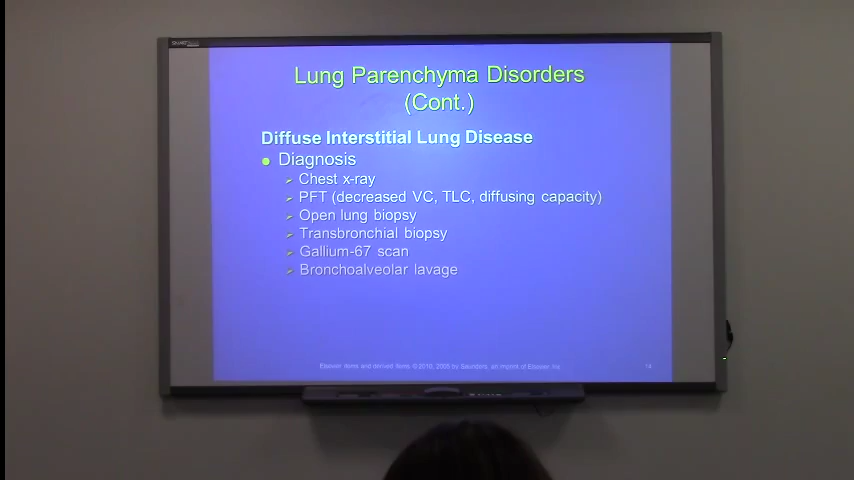 Lung Parenchyma Disorders
(Cont.)
Diffuse Interstitial Lung Disease
Diagnosis
Chest x-ray
PFT (decreased VC, TLC, diffusing capacity)
Open lung biopsy
Transbronchial biopsy
Gallium-67 scan
Bronchoalveolar lavage
Elsevier items and derived items © 2010, 2005 by Saunders, an imprint of Elsevier Inc.
14